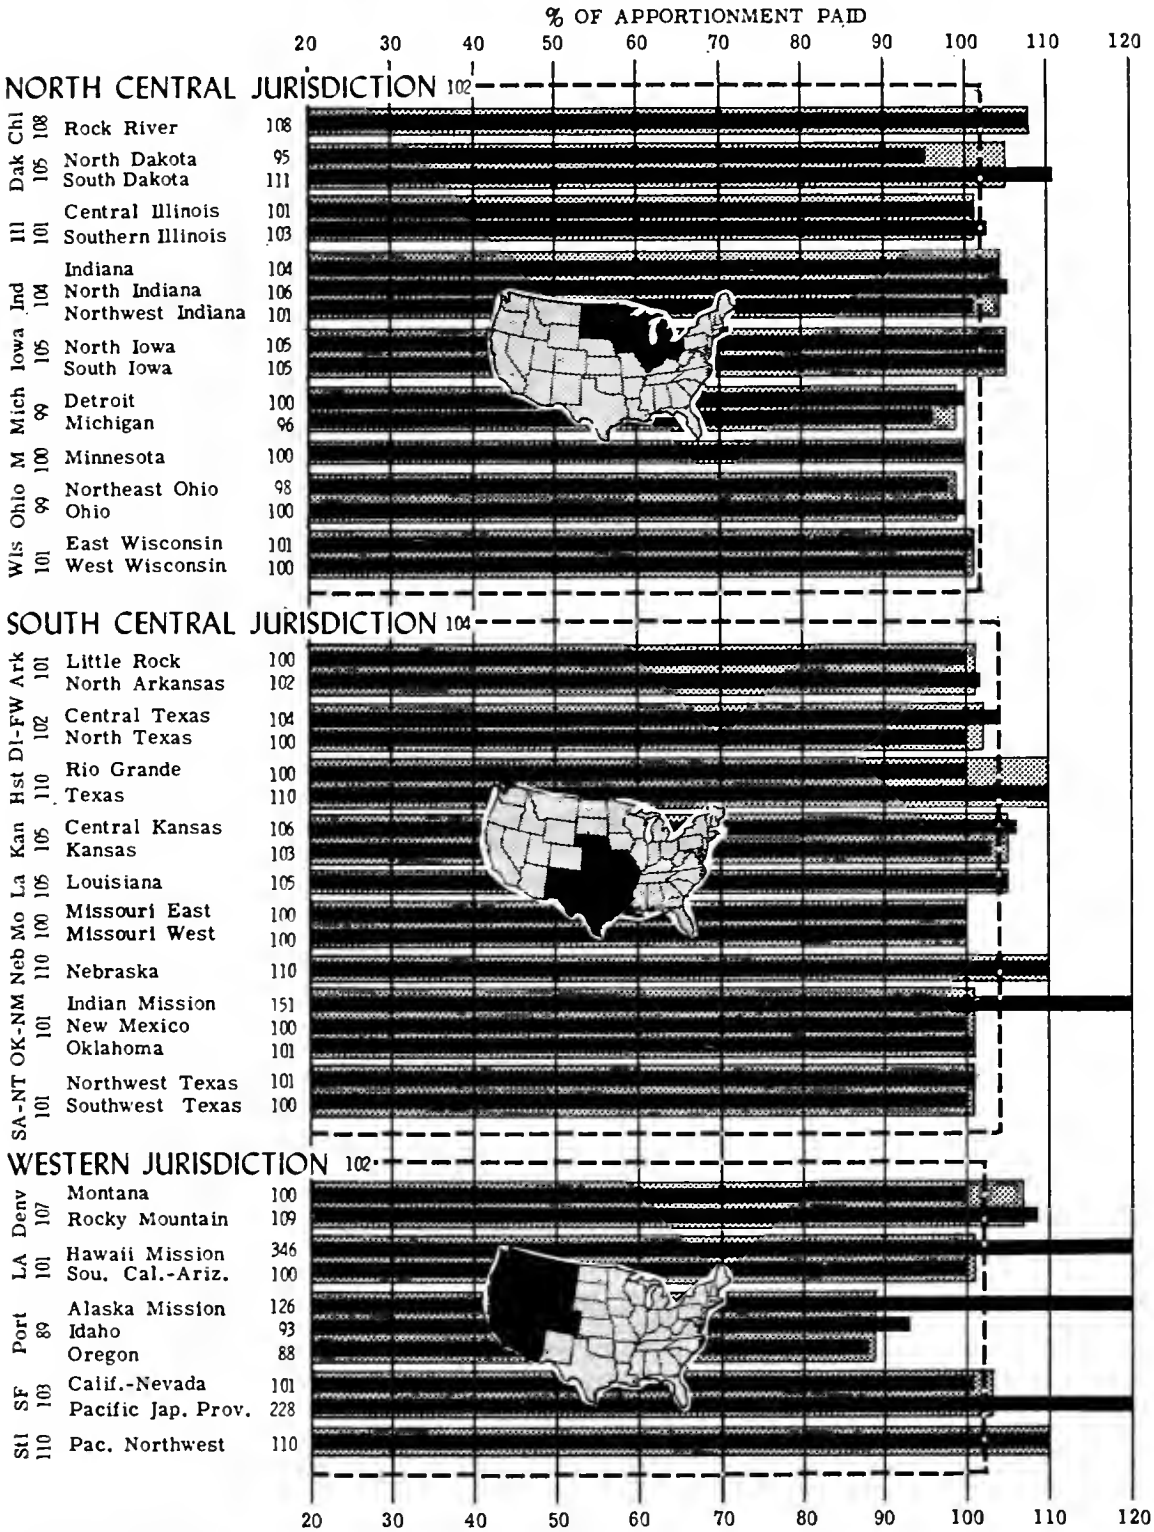 % OF APPORTIONMENT PAID
20 30 40 50 60 70 80 90 100 110 120
NORTH CENTRAL JURISDICTION 102
Chi 108
Rock River 108
Dak 105
North Dakota 95
South Dakota 111
Ill 101
Central Illinois 101
Southern Illinois 103
Ind 104
Indiana 104
North Indiana 106
Northwest Indiana 101
Iowa 105
North Iowa 105
South Iowa 105
Mich 99
Detroit 100
Michigan 96
M 100
Minnesota 100
Ohio 99
Northeast Ohio 98
Ohio 100
Wis 101
East Wisconsin 101
West Wisconsin 100
SOUTH CENTRAL JURISDICTION 104
Ark 101
Little Rock 100
North Arkansas 102
Dl-FW 102
Central Texas 104
North Texas 100
Hst 110
Rio Grande 100
Texas 110
Kan 105
Central Kansas 106
Kansas 103
La 105
Louisiana 105
Mo 100
Missouri East 100
Missouri West 100
Neb 110
Nebraska 110
OK-NM 101
Indian Mission 151
New Mexico 100
Oklahoma 101
SA-NT 101
Northwest Texas 101
Southwest Texas 100
WESTERN JURISDICTION 102
Denv 107
Montana 100
Rocky Mountain 109
LA 101
Hawaii Mission 346
Sou. Cal.-Ariz. 100
Port 89
Alaska Mission 126
Idaho 93
Oregon 88
SF 103
Calif.-Nevada 101
Pacific Jap. Prov. 228
Stl 110
Pac. Northwest 110
20 30 40 50 60 70 80 90 100 110 120